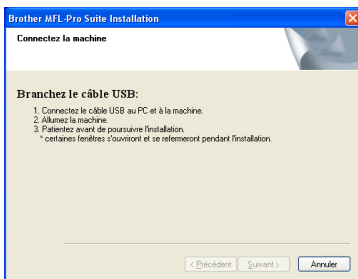 Brother MFL-Pro Suite Installation
Connectez la machine
Branchez le câble USB:
1. Connectez le câble USB au PC et à la machine.
2. Allumez la machine.
3. Patientez avant de poursuivre l'installation.
* certaines fenêtres s'ouvriront et se refermeront pendant l'installation.
< Précédent
Suivant >
Annuler